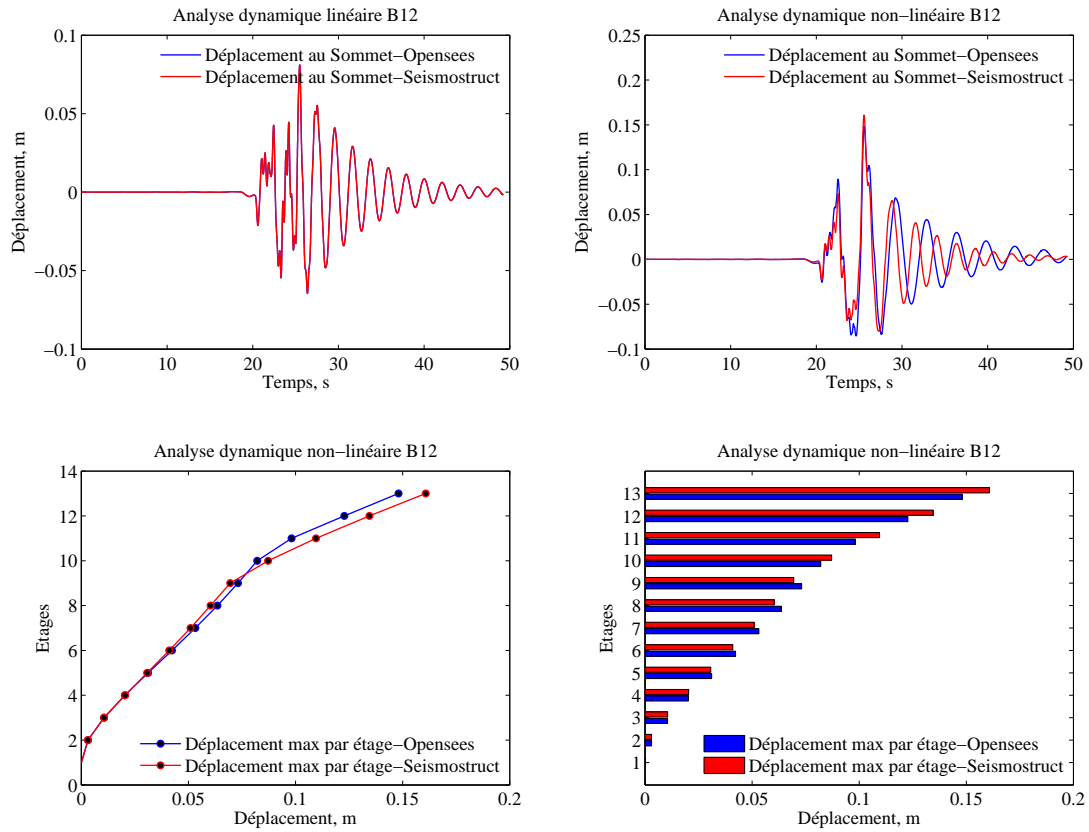 Analyse dynamique linéaire B12
0.1
0.05
0
−0.05
−0.1
Déplacement, m
Déplacement au Sommet−Opensees
Déplacement au Sommet−Seismostruct
0 10 20 30 40 50
Temps, s
Analyse dynamique non−linéaire B12
0.25
0.2
0.15
0.1
0.05
0
−0.05
−0.1
Déplacement, m
Déplacement au Sommet−Opensees
Déplacement au Sommet−Seismostruct
0 10 20 30 40 50
Temps, s
Analyse dynamique non−linéaire B12
14
12
10
8
6
4
2
0
Etages
Déplacement max par étage−Opensees
Déplacement max par étage−Seismostruct
0 0.05 0.1 0.15 0.2
Déplacement, m
Analyse dynamique non−linéaire B12
13
12
11
10
9
8
7
6
5
4
3
2
1
Etages
Déplacement max par étage−Opensees
Déplacement max par étage−Seismostruct
0 0.05 0.1 0.15 0.2
Déplacement, m